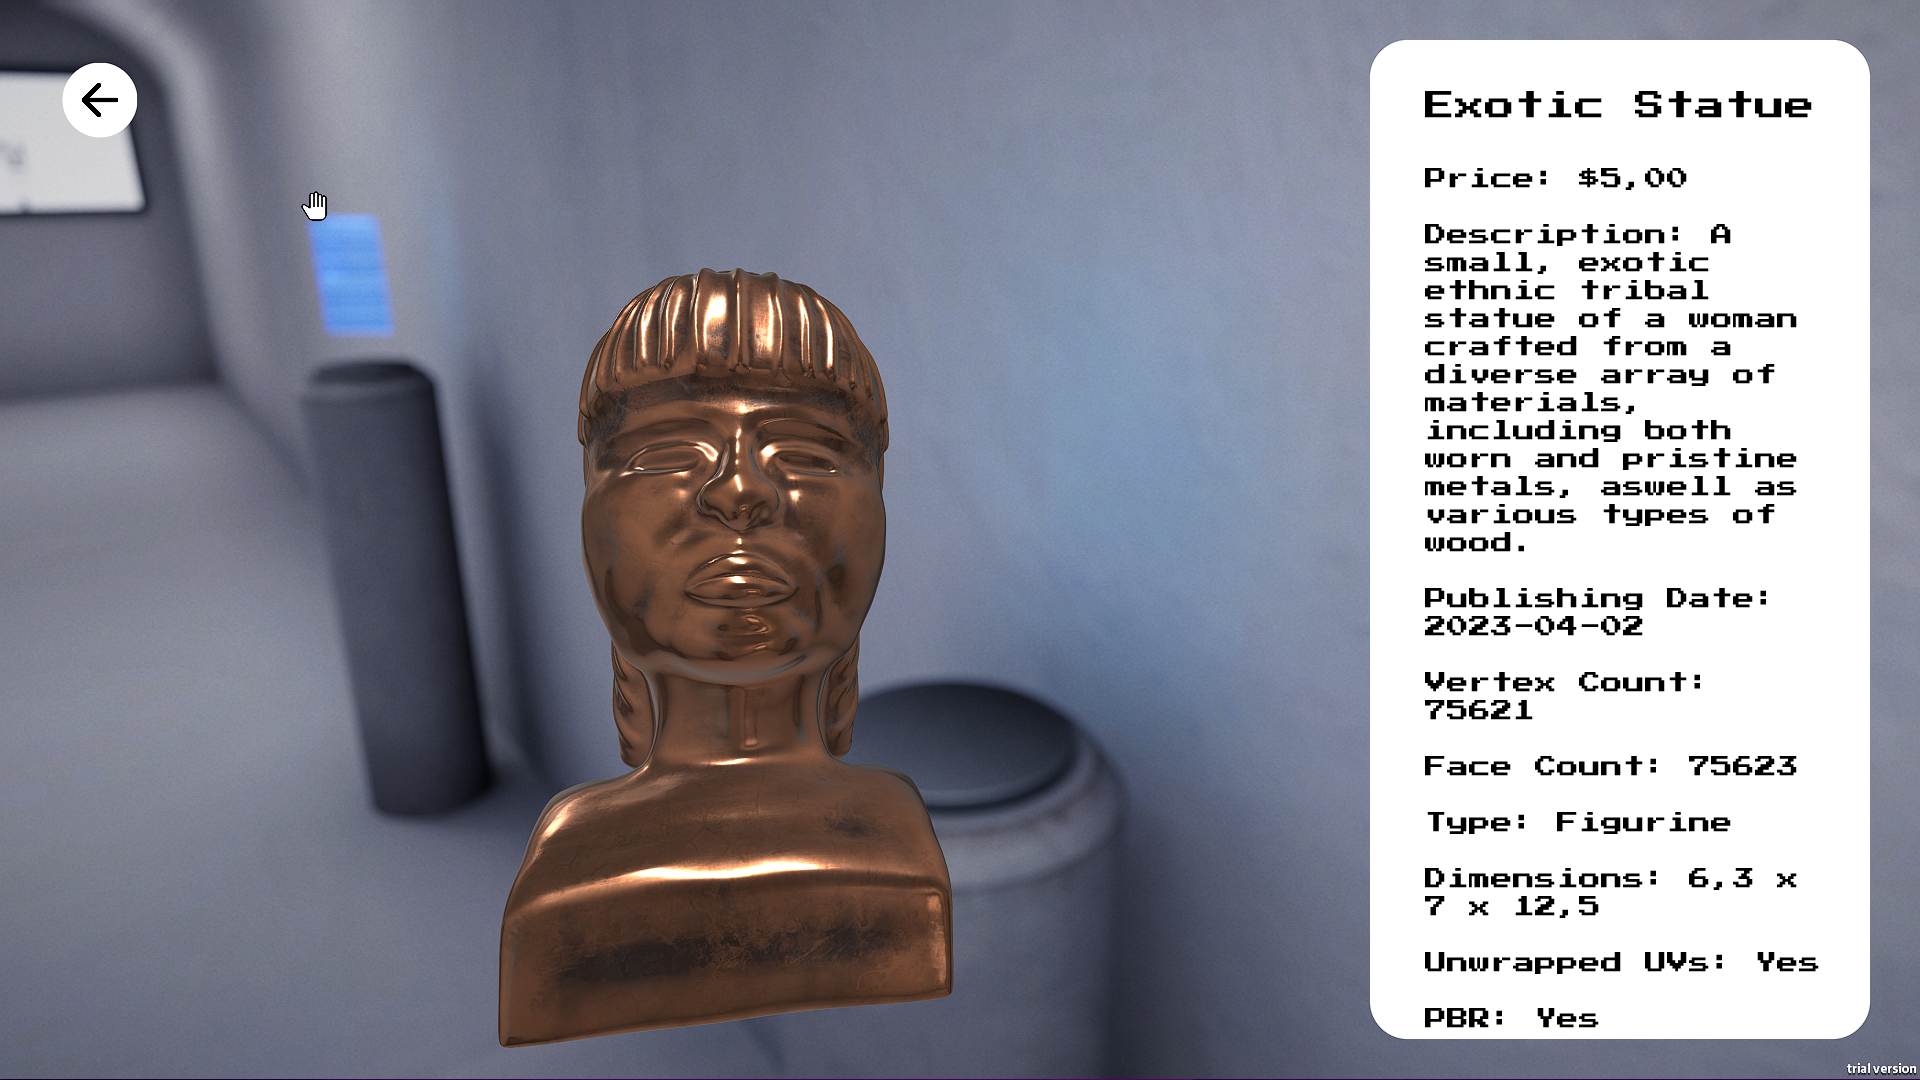 Exotic Statue
Price: $5,00
Description: A
small, exotic
ethnic tribal
statue of a woman
crafted from a
diverse array of
materials,
including both
worn and pristine
metals, aswell as
various types of
wood.
Publishing Date:
2023-04-02
Vertex Count:
75621
Face Count: 75623
Type: Figurine
Dimensions: 6,3 x
7 x 12,5
Unwrapped UVs: Yes
PBR: Yes
trial version